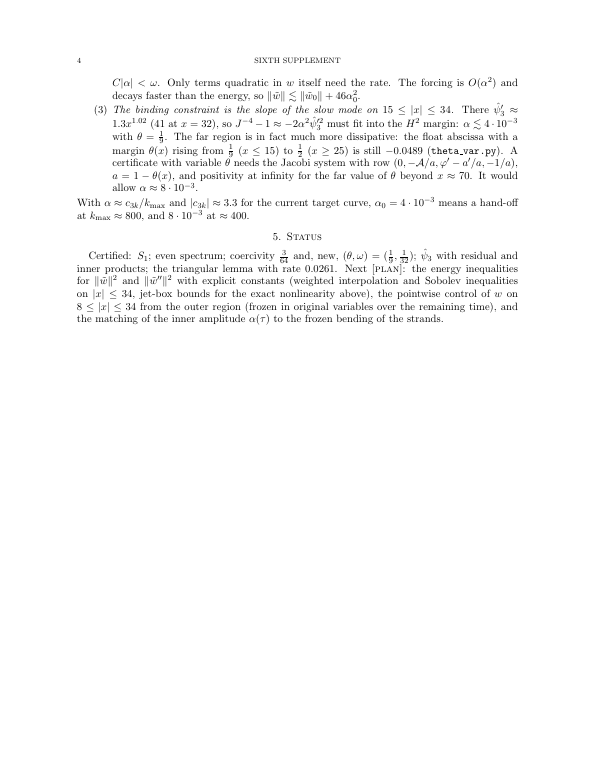 4 SIXTH SUPPLEMENT
C|α| < ω. Only terms quadratic in w itself need the rate. The forcing is O(α²) and
decays faster than the energy, so ‖w̃‖ ≲ ‖w̃₀‖ + 46α₀².
(3) The binding constraint is the slope of the slow mode on 15 ≤ |x| ≤ 34. There ψ̂₃′ ≈
1.3x^{1.02} (41 at x = 32), so J⁻⁴ − 1 ≈ −2α²ψ̂₃′² must fit into the H² margin: α ≲ 4 · 10⁻³
with θ = 1/9. The far region is in fact much more dissipative: the float abscissa with a
margin θ(x) rising from 1/9 (x ≤ 15) to 1/2 (x ≥ 25) is still −0.0489 (theta_var.py). A
certificate with variable θ needs the Jacobi system with row (0, −𝒜/a, φ′ − a′/a, −1/a),
a = 1 − θ(x), and positivity at infinity for the far value of θ beyond x ≈ 70. It would
allow α ≈ 8 · 10⁻³.
With α ≈ c₃ₖ/k_max and |c₃ₖ| ≈ 3.3 for the current target curve, α₀ = 4 · 10⁻³ means a hand-off
at k_max ≈ 800, and 8 · 10⁻³ at ≈ 400.
5. Status
Certified: S₁; even spectrum; coercivity 3/64 and, new, (θ, ω) = (1/9, 1/32); ψ̂₃ with residual and
inner products; the triangular lemma with rate 0.0261. Next [PLAN]: the energy inequalities
for ‖w̃‖² and ‖w̃″‖² with explicit constants (weighted interpolation and Sobolev inequalities
on |x| ≤ 34, jet-box bounds for the exact nonlinearity above), the pointwise control of w on
8 ≤ |x| ≤ 34 from the outer region (frozen in original variables over the remaining time), and
the matching of the inner amplitude α(τ) to the frozen bending of the strands.